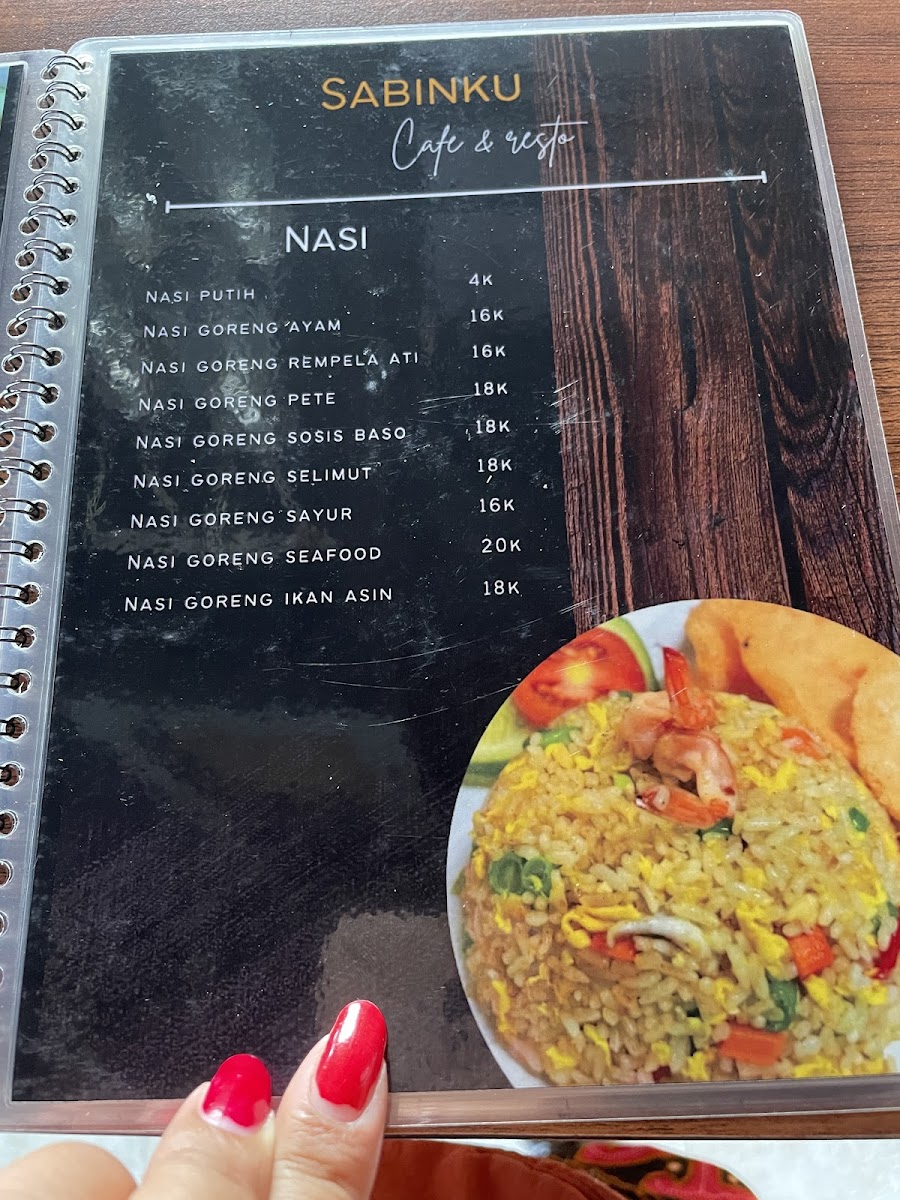 SABINKU
Cafe & resto
NASI
NASI PUTIH 4K
NASI GORENG AYAM 16K
NASI GORENG REMPELA ATI 16K
NASI GORENG PETE 18K
NASI GORENG SOSIS BASO 18K
NASI GORENG SELIMUT 18K
NASI GORENG SAYUR 16K
NASI GORENG SEAFOOD 20K
NASI GORENG IKAN ASIN 18K